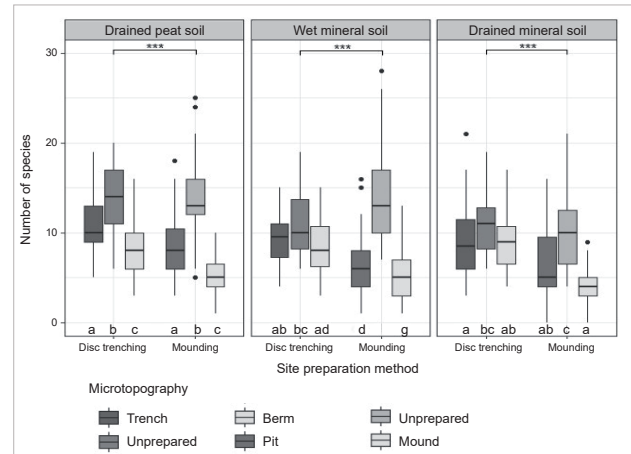 Drained peat soil Wet mineral soil Drained mineral soil
*** *** ***
30
20
10
0
Number of species
a b c a b c ab bc ad d g a bc ab ab c a
Disc trenching Mounding Disc trenching Mounding Disc trenching Mounding
Site preparation method
Microtopography
Trench Berm Unprepared
Unprepared Pit Mound